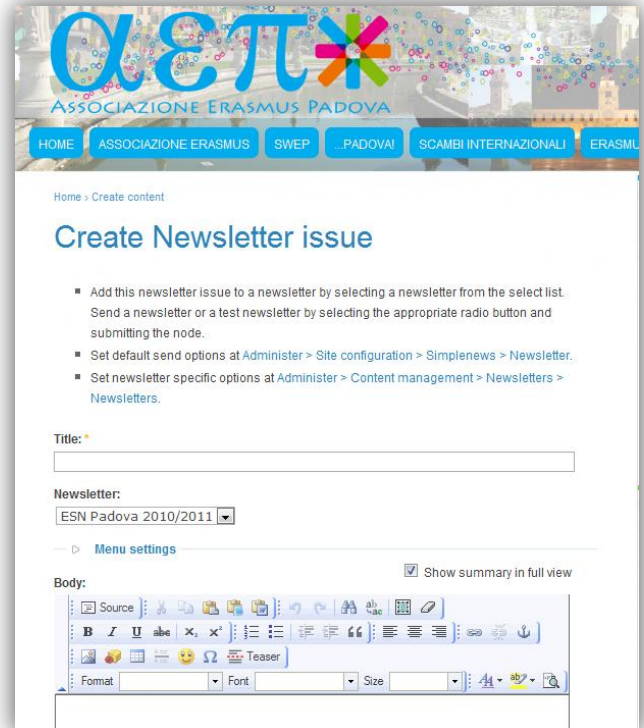 αεπ
ASSOCIAZIONE ERASMUS PADOVA
HOME ASSOCIAZIONE ERASMUS SWEP ...PADOVA! SCAMBI INTERNAZIONALI ERASMU
Home › Create content
Create Newsletter issue
Add this newsletter issue to a newsletter by selecting a newsletter from the select list.
Send a newsletter or a test newsletter by selecting the appropriate radio button and
submitting the node.
Set default send options at Administer > Site configuration > Simplenews > Newsletter.
Set newsletter specific options at Administer > Content management > Newsletters >
Newsletters.
Title: *
Newsletter:
ESN Padova 2010/2011
Menu settings
Show summary in full view
Body:
Source
B I U abc x₂ x²
Teaser
Format Font Size